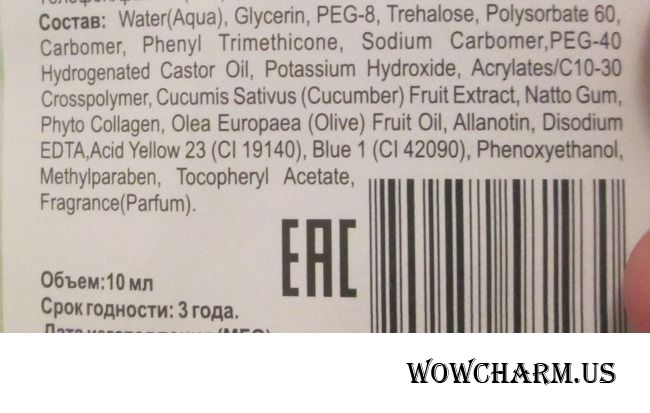 Состав: Water(Aqua), Glycerin, PEG-8, Trehalose, Polysorbate 60,
Carbomer, Phenyl Trimethicone, Sodium Carbomer,PEG-40
Hydrogenated Castor Oil, Potassium Hydroxide, Acrylates/C10-30
Crosspolymer, Cucumis Sativus (Cucumber) Fruit Extract, Natto Gum,
Phyto Collagen, Olea Europaea (Olive) Fruit Oil, Allanotin, Disodium
EDTA,Acid Yellow 23 (CI 19140), Blue 1 (CI 42090), Phenoxyethanol,
Methylparaben, Tocopheryl Acetate,
Fragrance(Parfum).
EAC
Объем:10 мл
Срок годности: 3 года.
WOWCHARM.US